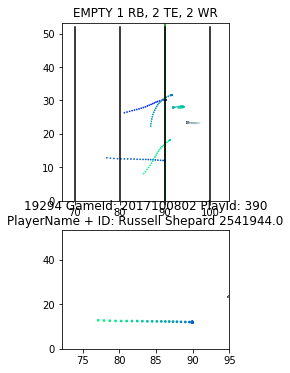 EMPTY 1 RB, 2 TE, 2 WR
50
40
30
20
10
0
70 80 90 100
19294 GameId: 2017100802 PlayId: 390
PlayerName + ID: Russell Shepard 2541944.0
40
20
0
75 80 85 90 95